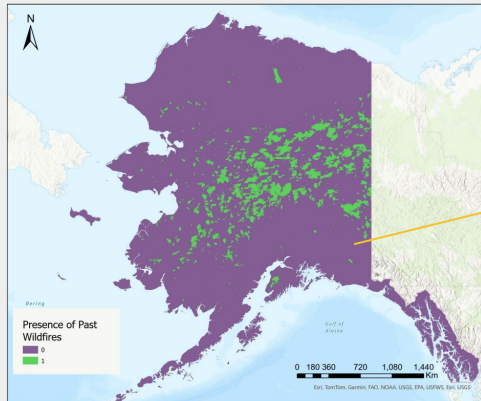 N
Bering
Gulf of
Alaska
Presence of Past
Wildfires
0
1
0 180 360 720 1,080 1,440
Km
Esri, TomTom, Garmin, FAO, NOAA, USGS, EPA, USFWS, Esri, USGS